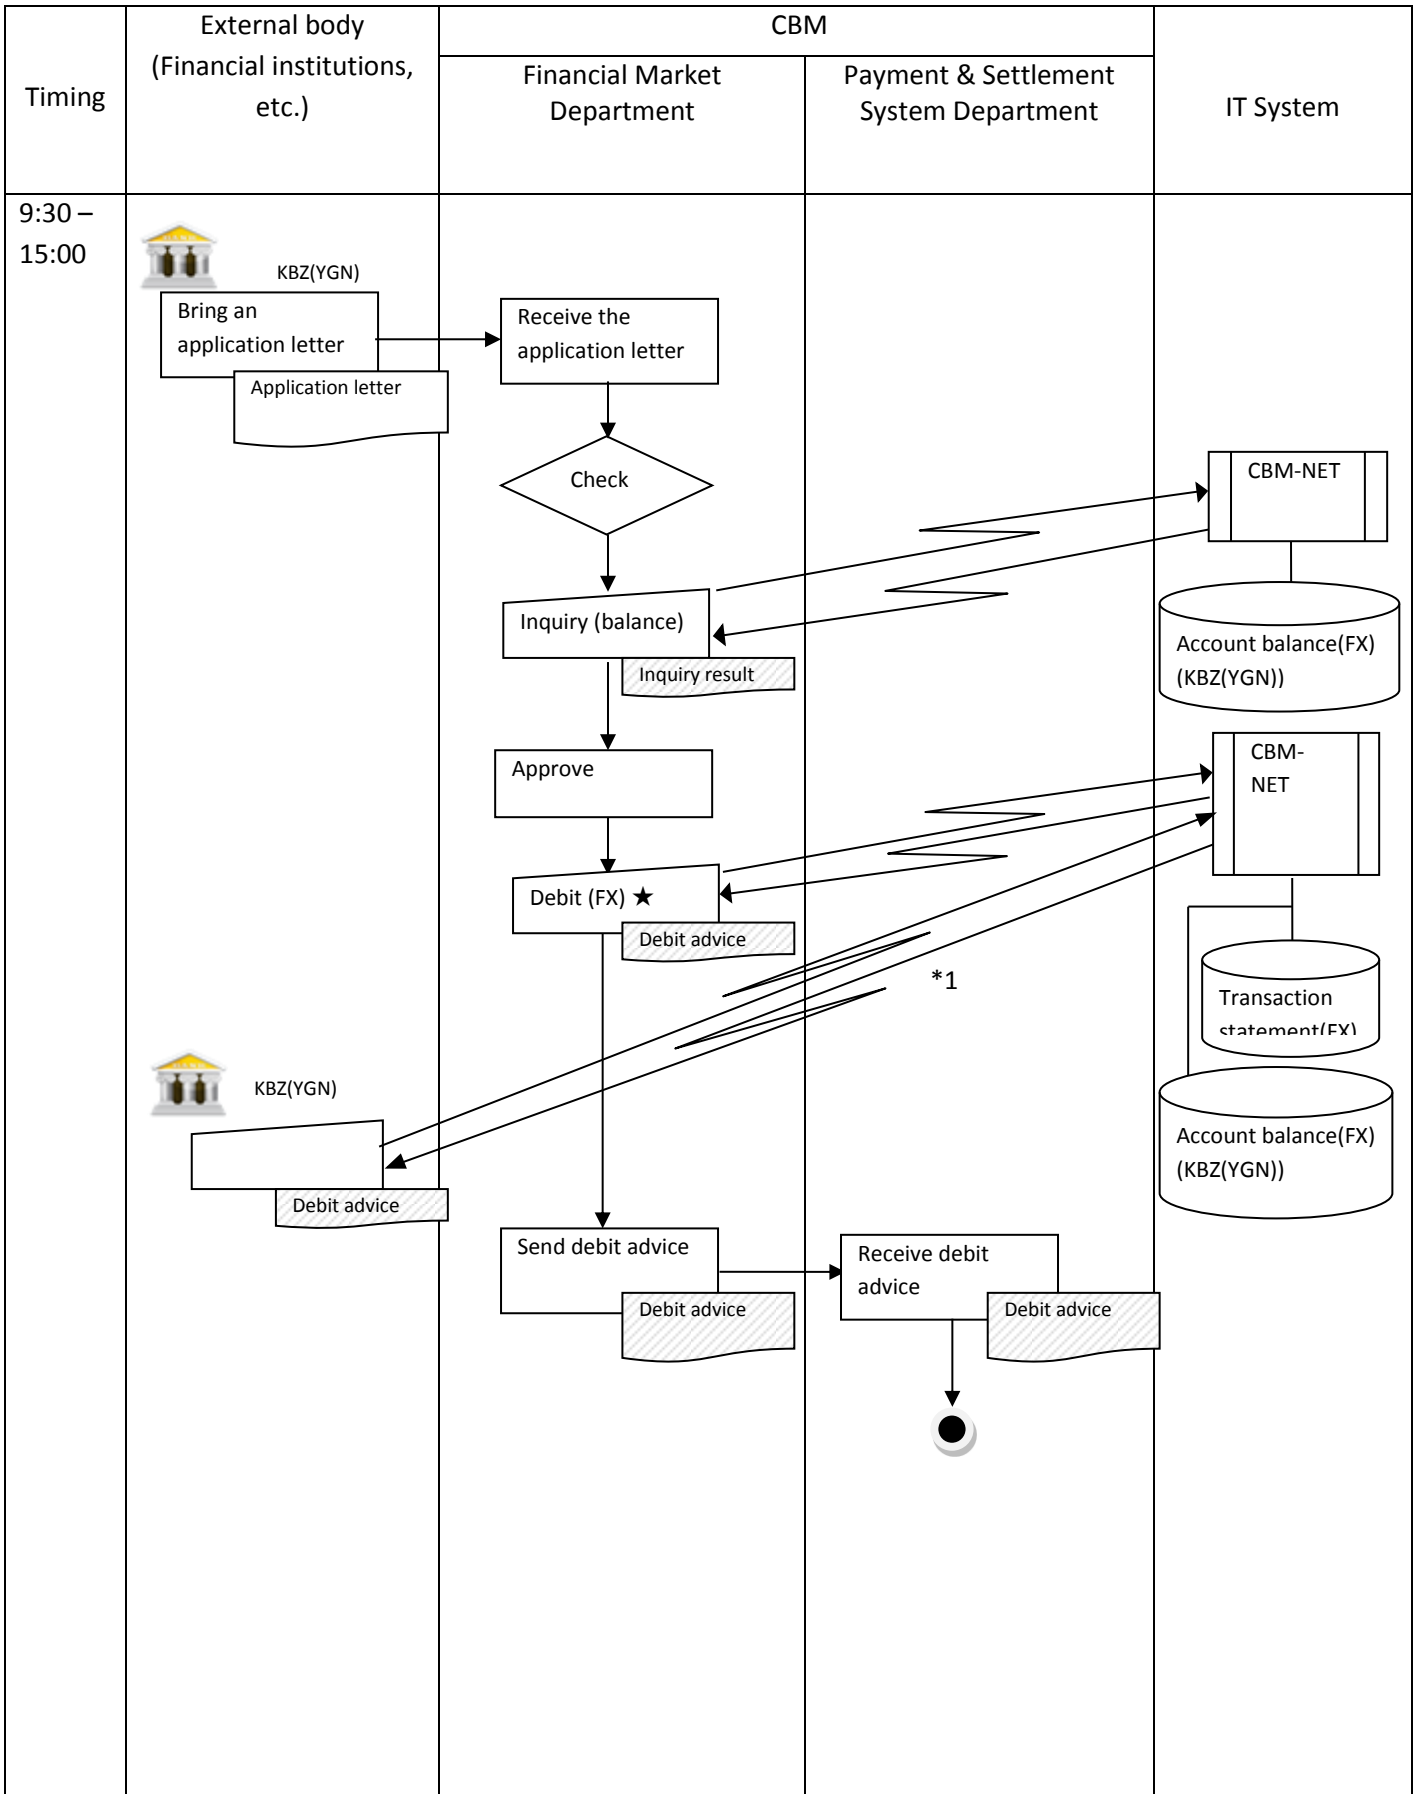 Timing
External body
(Financial institutions,
etc.)
CBM
Financial Market
Department
Payment & Settlement
System Department
IT System
9:30 –
15:00
KBZ(YGN)
Bring an
application letter
Application letter
Receive the
application letter
Check
CBM-NET
Inquiry (balance)
Inquiry result
Account balance(FX)
(KBZ(YGN))
Approve
CBM-
NET
Debit (FX) ★
Debit advice
*1
Transaction
statement(FX)
KBZ(YGN)
Debit advice
Account balance(FX)
(KBZ(YGN))
Send debit advice
Debit advice
Receive debit
advice
Debit advice